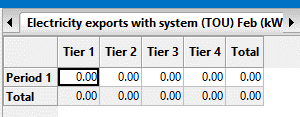 Electricity exports with system (TOU) Feb (kW
Tier 1 Tier 2 Tier 3 Tier 4 Total
Period 1 0.00 0.00 0.00 0.00 0.00
Total 0.00 0.00 0.00 0.00 0.00